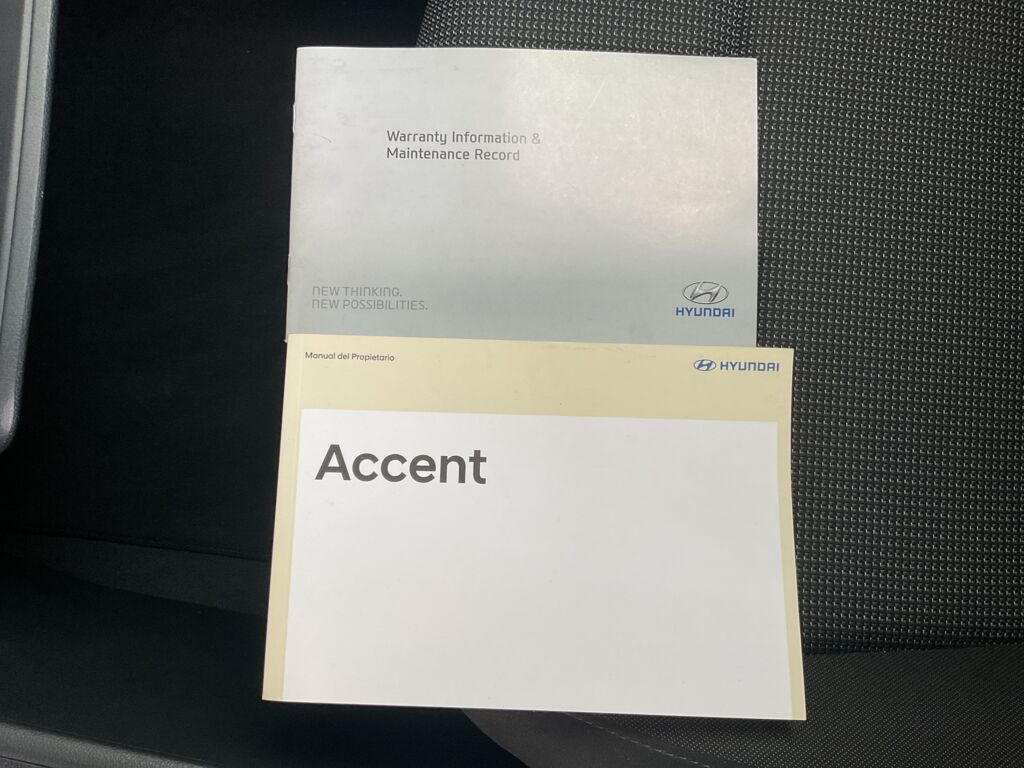 Warranty Information &
Maintenance Record
NEW THINKING.
NEW POSSIBILITIES.
HYUNDAI
Manual del Propietario
HYUNDAI
Accent